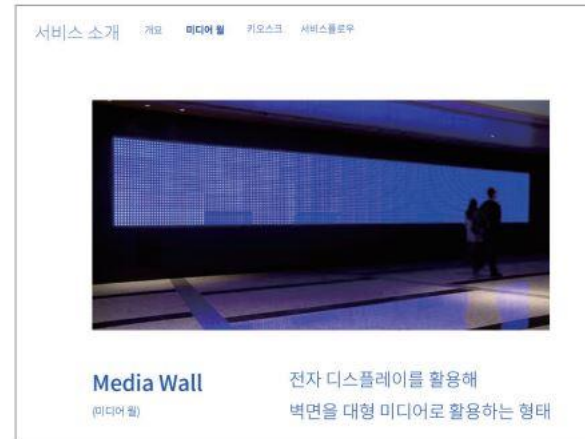 서비스 소개 개요 미디어 월 키오스크 서비스플로우
Media Wall
(미디어 월)
전자 디스플레이를 활용해
벽면을 대형 미디어로 활용하는 형태